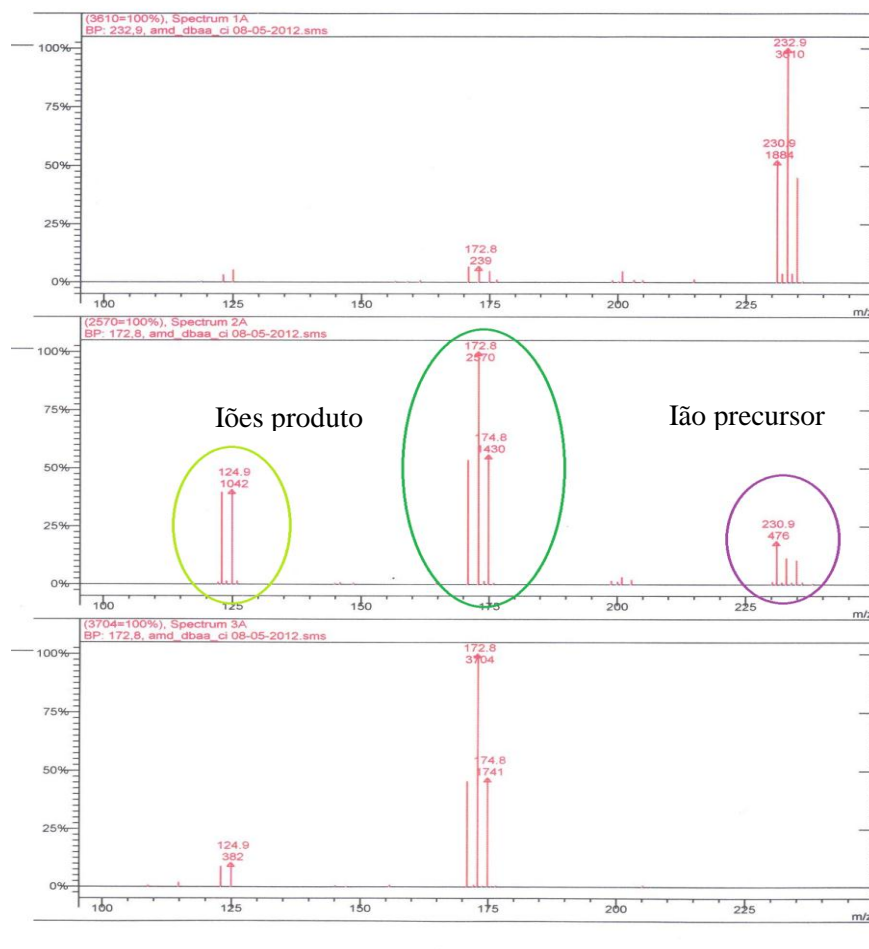 (3610=100%), Spectrum 1A
BP: 232,9, amd_dbaa_ci 08-05-2012.sms
100%
232.9
3610
75%
230.9
1884
50%
25%
172.8
239
0%
100 125 150 175 200 225
m/z
(2570=100%), Spectrum 2A
BP: 172,8, amd_dbaa_ci 08-05-2012.sms
100%
172.8
2570
75%
Iões produto
Ião precursor
174.8
1430
50%
124.9
1042
25%
230.9
476
0%
100 125 150 175 200 225
m/z
(3704=100%), Spectrum 3A
BP: 172,8, amd_dbaa_ci 08-05-2012.sms
100%
172.8
3704
75%
174.8
1741
50%
25%
124.9
382
0%
100 125 150 175 200 225
m/z